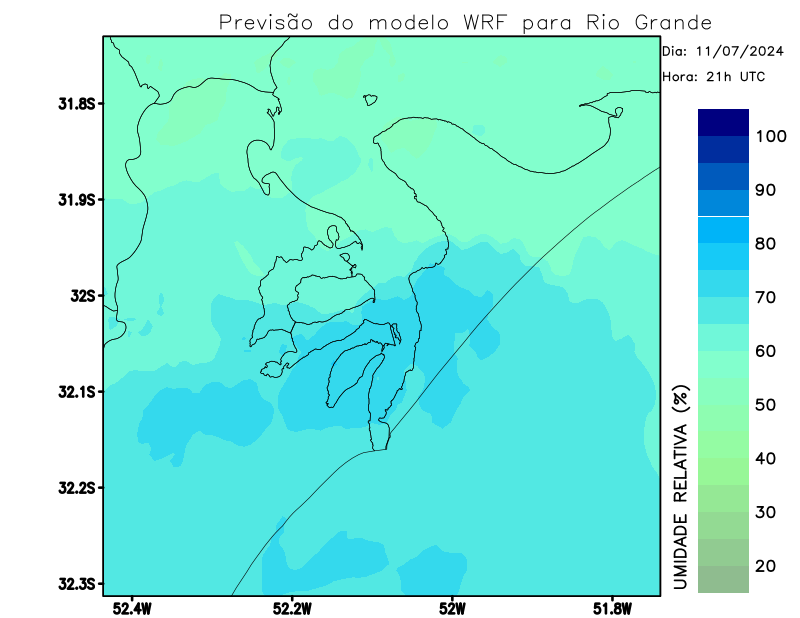 Previsão do modelo WRF para Rio Grande
Dia: 11/07/2024
Hora: 21h UTC
31.8S
31.9S
32S
32.1S
32.2S
32.3S
52.4W 52.2W 52W 51.8W
100
90
80
70
60
50
40
30
20
UMIDADE RELATIVA (%)